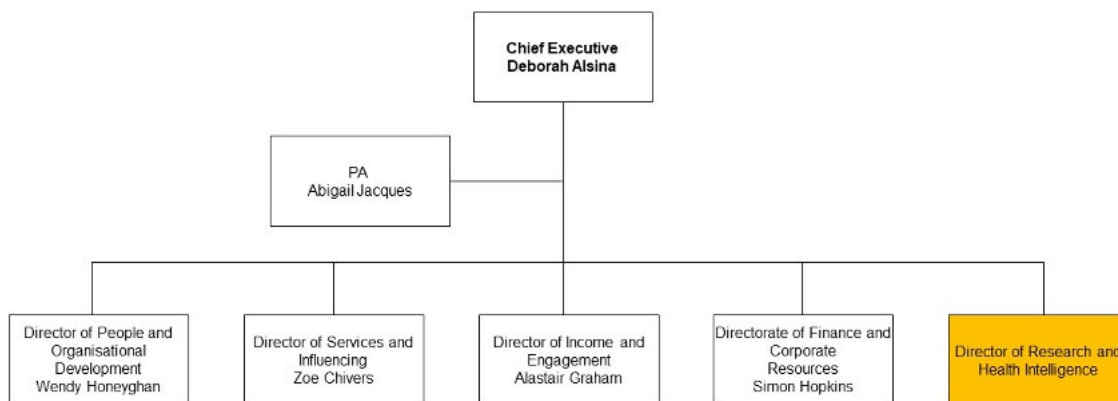 Chief Executive
Deborah Alsina
PA
Abigail Jacques
Director of People and
Organisational
Development
Wendy Honeyghan
Director of Services and
Influencing
Zoe Chivers
Director of Income and
Engagement
Alastair Graham
Directorate of Finance and
Corporate
Resources
Simon Hopkins
Director of Research and
Health Intelligence